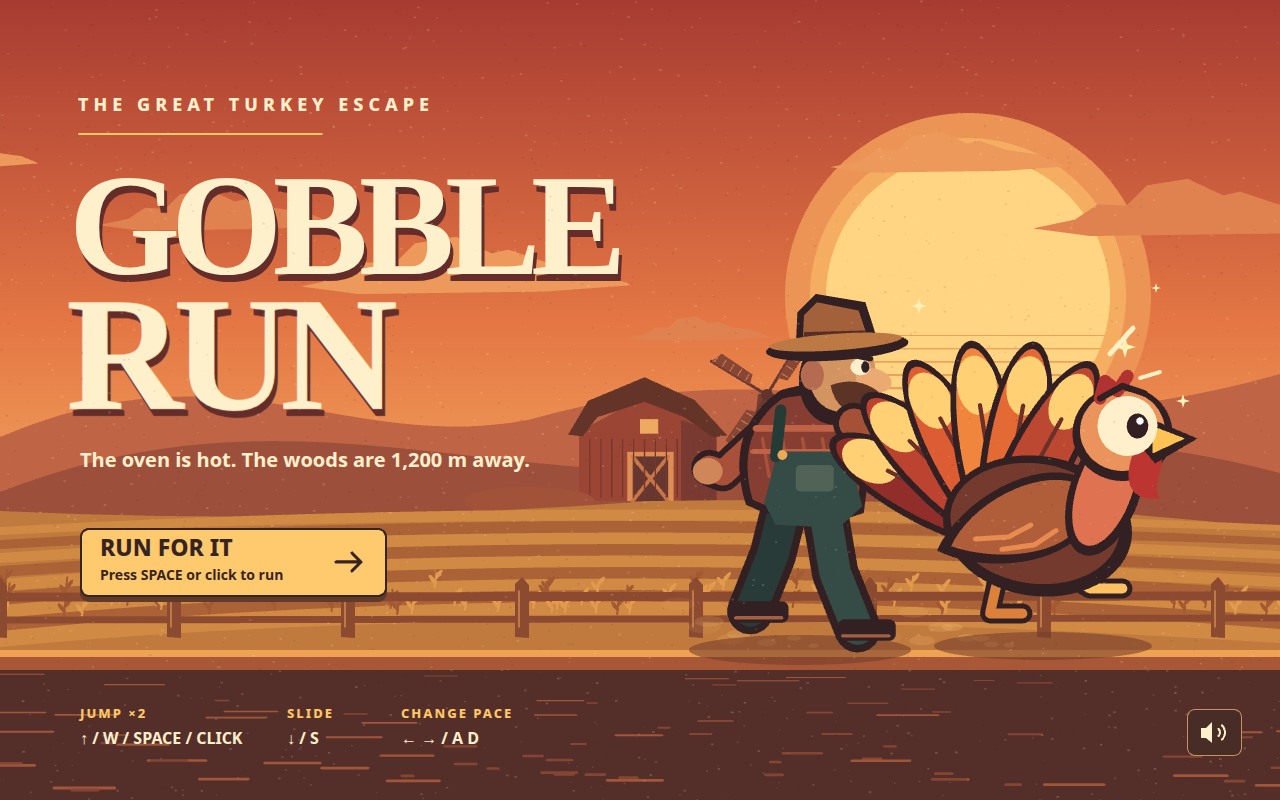 THE GREAT TURKEY ESCAPE
GOBBLE
RUN
The oven is hot. The woods are 1,200 m away.
RUN FOR IT
Press SPACE or click to run
→
JUMP ×2
↑ / W / SPACE / CLICK
SLIDE
↓ / S
CHANGE PACE
← → / A D